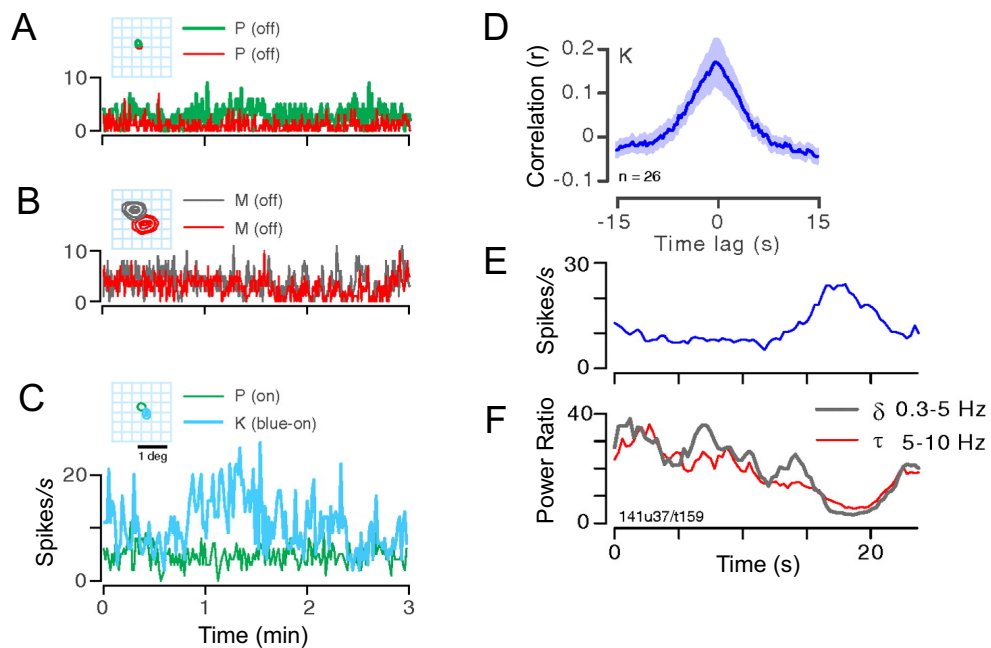 A
P (off)
P (off)
10
0
B
M (off)
M (off)
10
0
C
P (on)
K (blue-on)
1 deg
20
0
Spikes/s
0
1
2
3
Time (min)
D
K
0.2
0.1
0
-0.1
Correlation (r)
n = 26
-15
0
15
Time lag (s)
E
30
0
Spikes/s
F
δ 0.3-5 Hz
τ 5-10 Hz
40
0
Power Ratio
141u37/t159
0
20
Time (s)